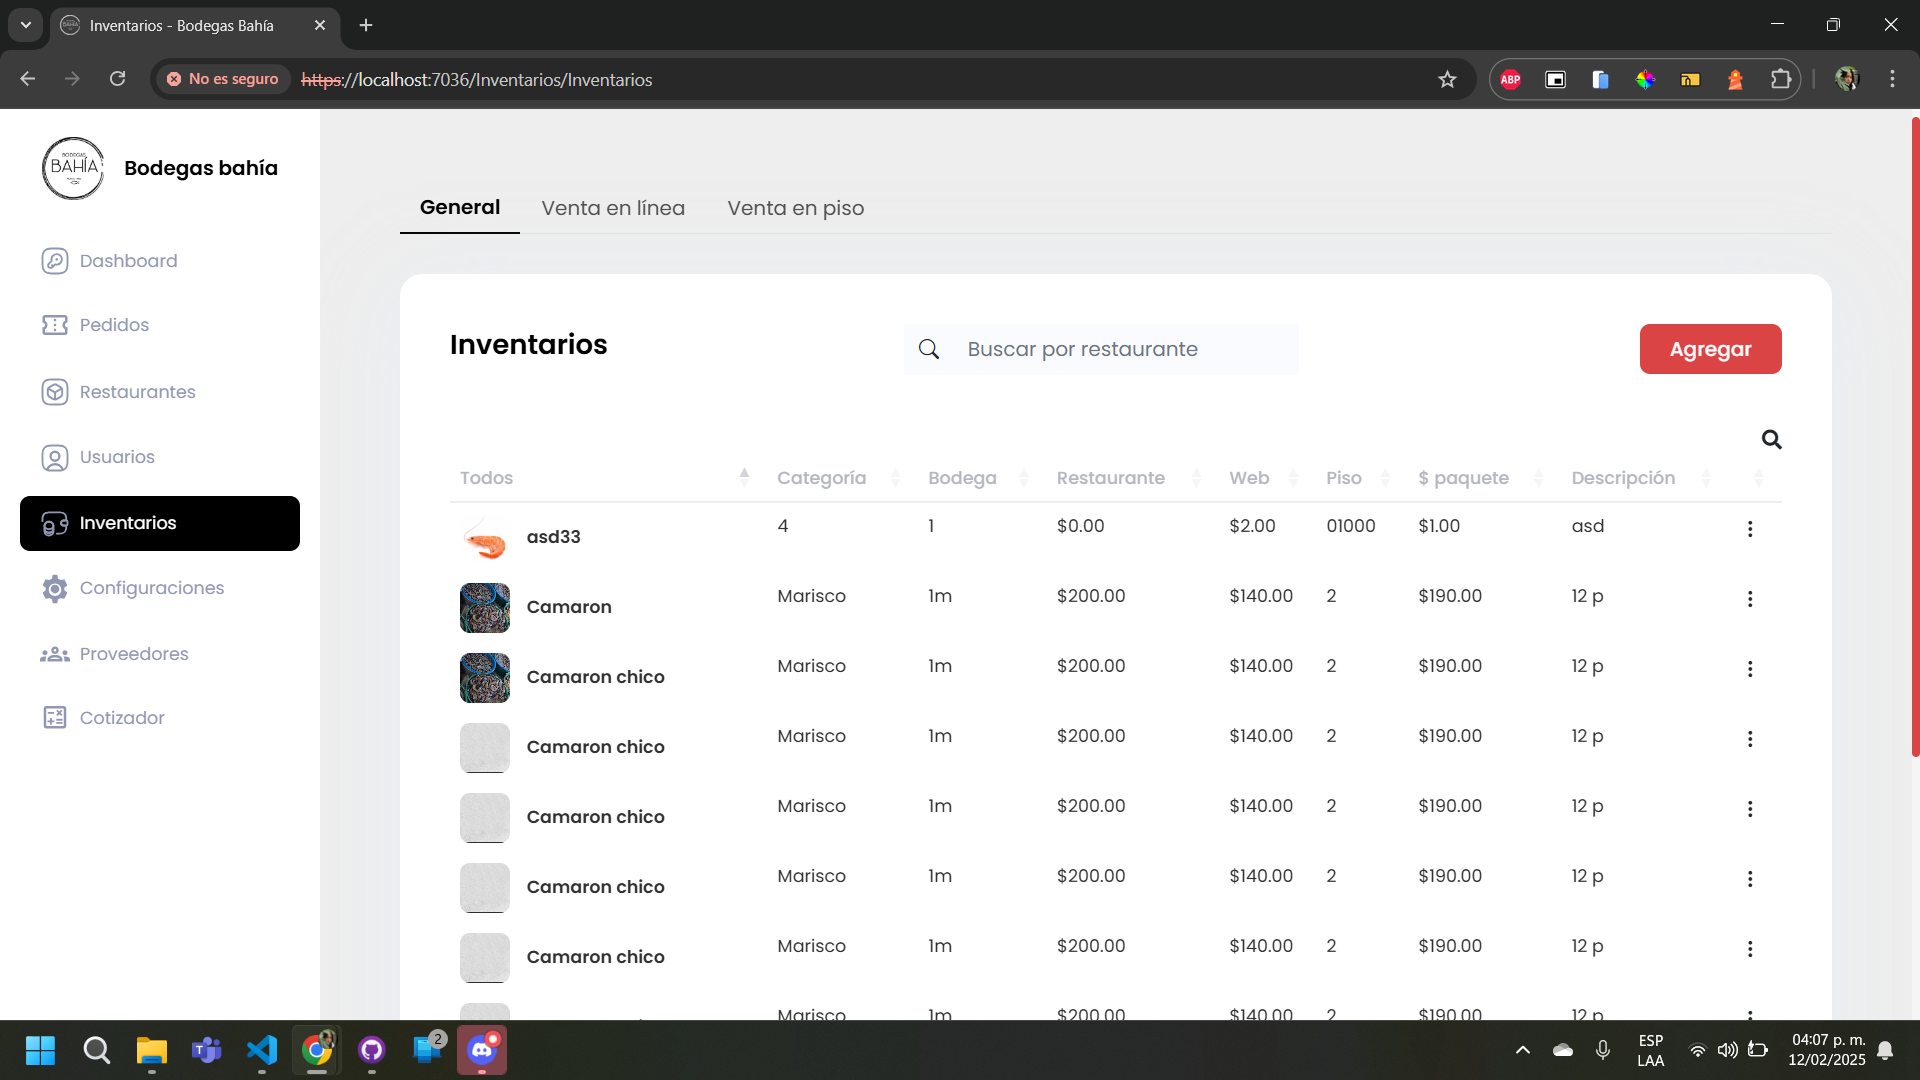 Inventarios - Bodegas Bahía
No es seguro
https://localhost:7036/Inventarios/Inventarios
ABP
BODEGAS
BAHÍA
Bodegas bahía
Dashboard
Pedidos
Restaurantes
Usuarios
Inventarios
Configuraciones
Proveedores
Cotizador
General Venta en línea Venta en piso
Inventarios
Buscar por restaurante
Agregar
Todos Categoría Bodega Restaurante Web Piso $ paquete Descripción
asd33 4 1 $0.00 $2.00 01000 $1.00 asd
Camaron Marisco 1m $200.00 $140.00 2 $190.00 12 p
Camaron chico Marisco 1m $200.00 $140.00 2 $190.00 12 p
Camaron chico Marisco 1m $200.00 $140.00 2 $190.00 12 p
Camaron chico Marisco 1m $200.00 $140.00 2 $190.00 12 p
Camaron chico Marisco 1m $200.00 $140.00 2 $190.00 12 p
Camaron chico Marisco 1m $200.00 $140.00 2 $190.00 12 p
Marisco 1m $200.00 $140.00 2 $190.00 12 p
2
ESP
LAA
04:07 p. m.
12/02/2025